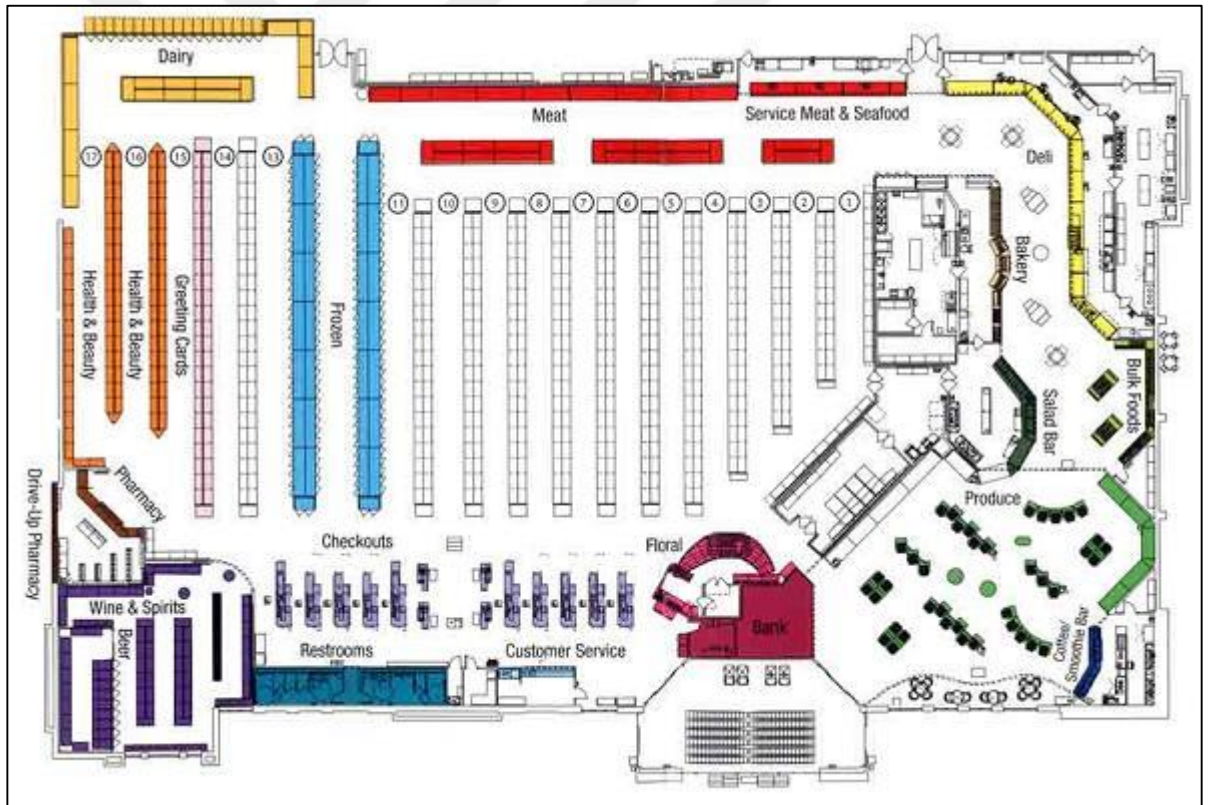 Dairy
Meat
Service Meat & Seafood
Deli
17
16
15
14
13
11
10
9
8
7
6
5
4
3
2
1
Health & Beauty
Health & Beauty
Greeting Cards
Frozen
Bakery
Salad Bar
Bulk Foods
Drive-Up Pharmacy
Pharmacy
Produce
Checkouts
Floral
Wine & Spirits
Beer
Restrooms
Customer Service
Bank
Coffee/
Smoothie Bar